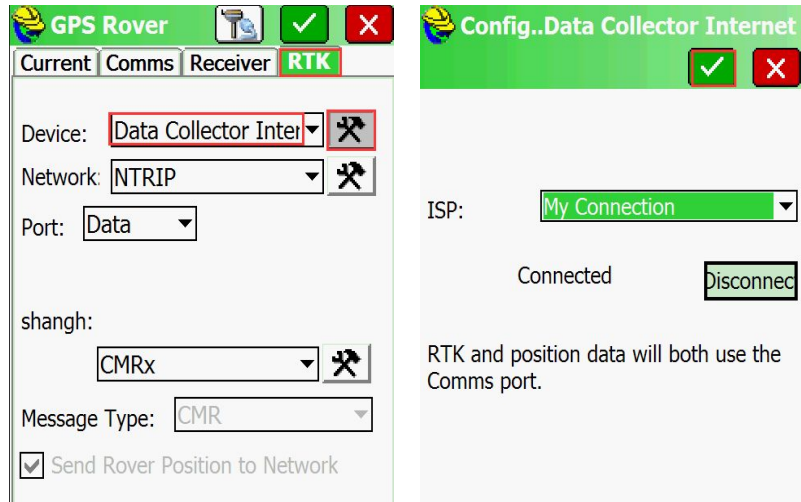 GPS Rover
Current Comms Receiver RTK
Device: Data Collector Inter
Network: NTRIP
Port: Data
shangh:
CMRx
Message Type: CMR
Send Rover Position to Network
Config..Data Collector Internet
ISP: My Connection
Connected Disconnec
RTK and position data will both use the
Comms port.